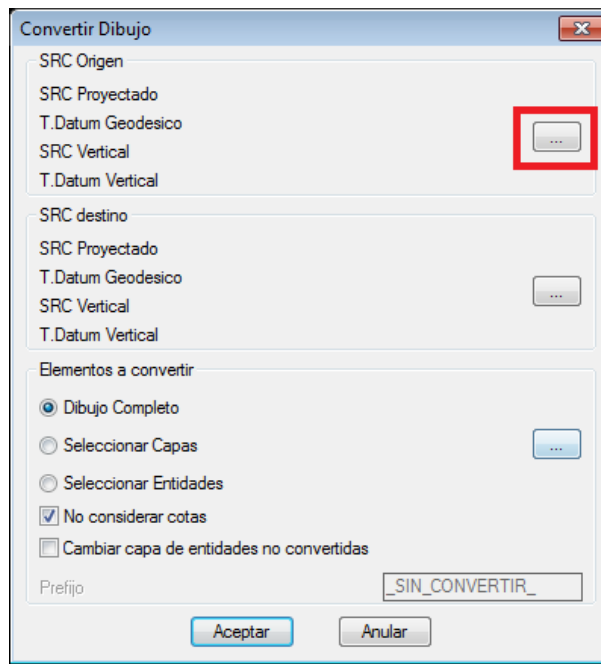 Convertir Dibujo
SRC Origen
SRC Proyectado
T.Datum Geodesico
...
SRC Vertical
T.Datum Vertical
SRC destino
SRC Proyectado
T.Datum Geodesico
...
SRC Vertical
T.Datum Vertical
Elementos a convertir
Dibujo Completo
Seleccionar Capas ...
Seleccionar Entidades
No considerar cotas
Cambiar capa de entidades no convertidas
Prefijo _SIN_CONVERTIR_
Aceptar Anular